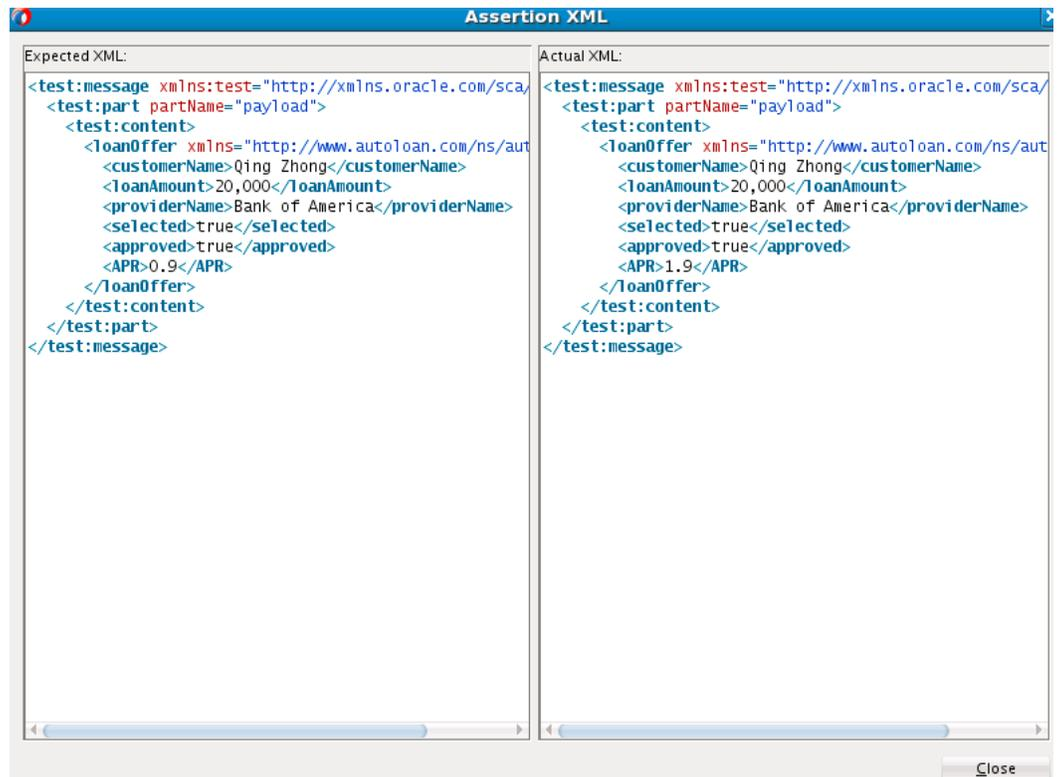 Assertion XML
Expected XML:
<test:message xmlns:test="http://xmlns.oracle.com/sca/
<test:part partName="payload">
<test:content>
<loanOffer xmlns="http://www.autoloan.com/ns/aut
<customerName>Qing Zhong</customerName>
<loanAmount>20,000</loanAmount>
<providerName>Bank of America</providerName>
<selected>true</selected>
<approved>true</approved>
<APR>0.9</APR>
</loanOffer>
</test:content>
</test:part>
</test:message>
Actual XML:
<test:message xmlns:test="http://xmlns.oracle.com/sca/
<test:part partName="payload">
<test:content>
<loanOffer xmlns="http://www.autoloan.com/ns/aut
<customerName>Qing Zhong</customerName>
<loanAmount>20,000</loanAmount>
<providerName>Bank of America</providerName>
<selected>true</selected>
<approved>true</approved>
<APR>1.9</APR>
</loanOffer>
</test:content>
</test:part>
</test:message>
Close